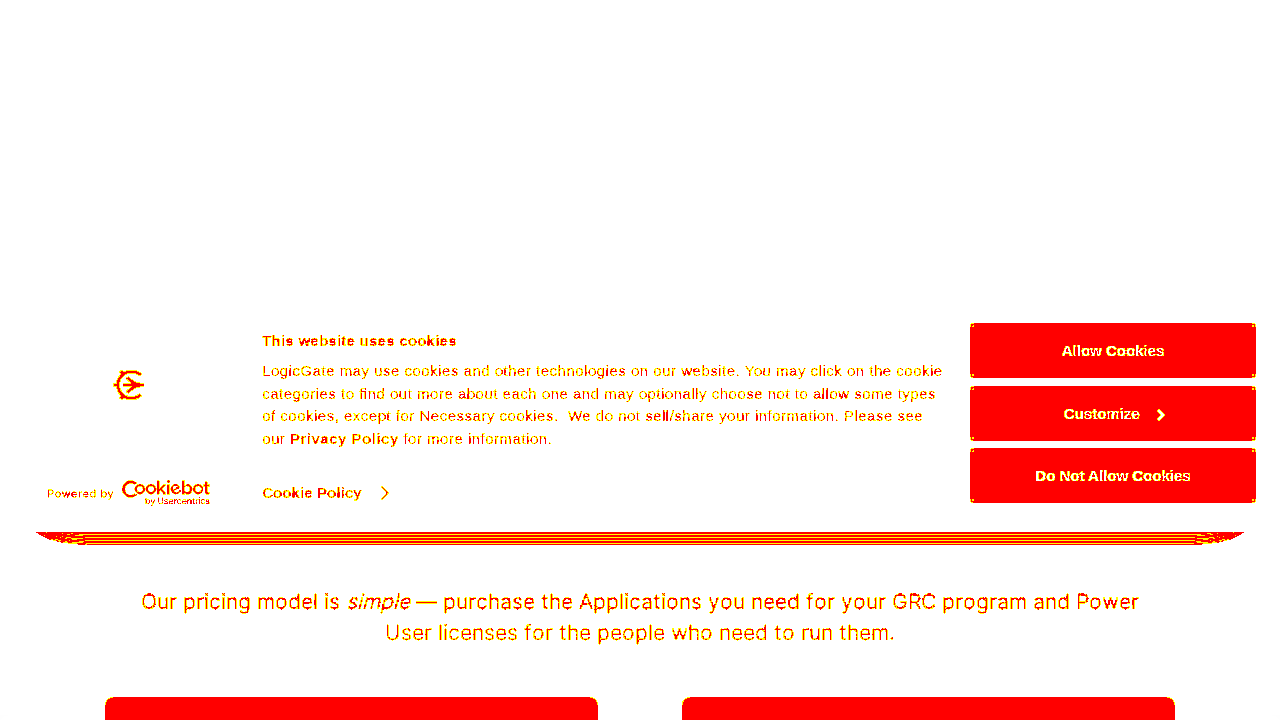 This website uses cookies
LogicGate may use cookies and other technologies on our website. You may click on the cookie
categories to find out more about each one and may optionally choose not to allow some types
of cookies, except for Necessary cookies.  We do not sell/share your information. Please see
our Privacy Policy for more information.
Cookie Policy
Powered by Cookiebot
by Usercentrics
Allow Cookies
Customize
Do Not Allow Cookies
Our pricing model is simple — purchase the Applications you need for your GRC program and Power
User licenses for the people who need to run them.